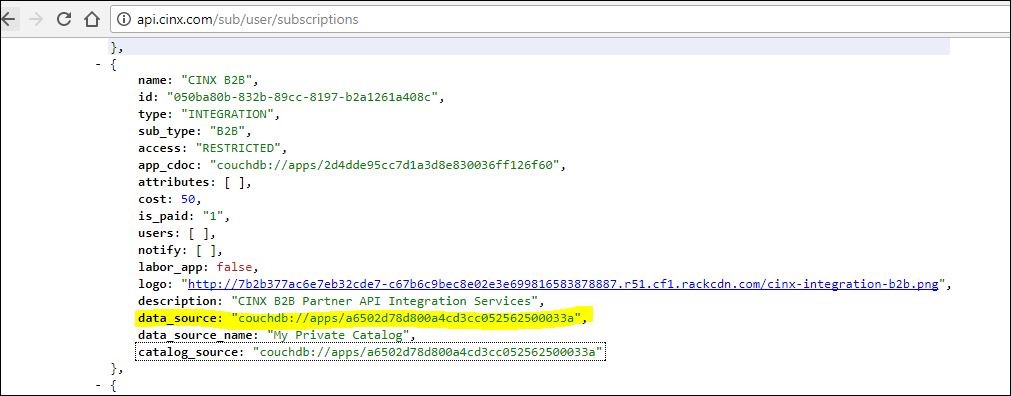 api.cinx.com/sub/user/subscriptions
},
- {
name: "CINX B2B",
id: "050ba80b-832b-89cc-8197-b2a1261a408c",
type: "INTEGRATION",
sub_type: "B2B",
access: "RESTRICTED",
app_cdoc: "couchdb://apps/2d4dde95cc7d1a3d8e830036ff126f60",
attributes: [ ],
cost: 50,
is_paid: "1",
users: [ ],
notify: [ ],
labor_app: false,
logo: "http://7b2b377ac6e7eb32cde7-c67b6c9bec8e02e3e699816583878887.r51.cf1.rackcdn.com/cinx-integration-b2b.png",
description: "CINX B2B Partner API Integration Services",
data_source: "couchdb://apps/a6502d78d800a4cd3cc052562500033a",
data_source_name: "My Private Catalog",
catalog_source: "couchdb://apps/a6502d78d800a4cd3cc052562500033a"
},
- {